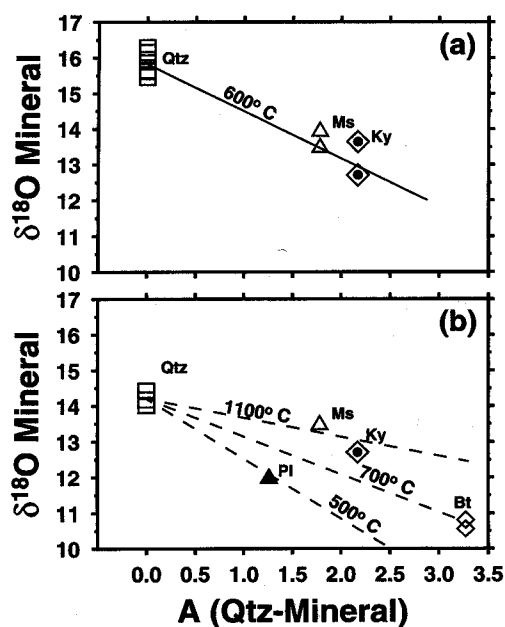 17
(a)
16
Qtz
15
600° C
Ms
14
Ky
13
12
11
10
δ18O Mineral
17
(b)
16
15
Qtz
14
1100° C
Ms
13
Ky
700° C
12
Pl
500° C
Bt
11
10
δ18O Mineral
0.0 0.5 1.0 1.5 2.0 2.5 3.0 3.5
A (Qtz-Mineral)